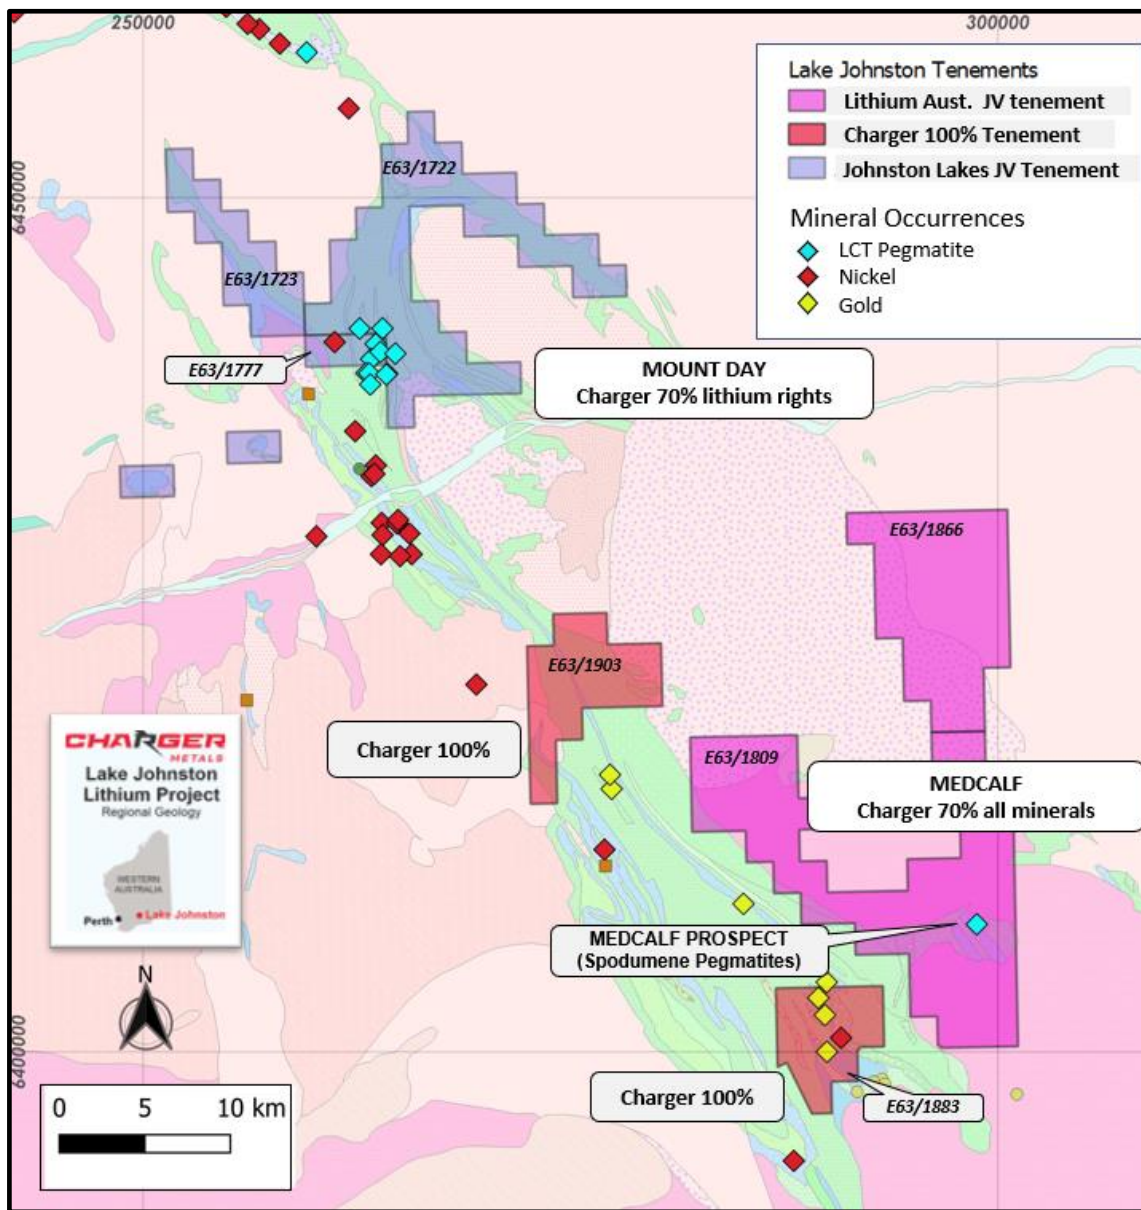 250000
300000
Lake Johnston Tenements
Lithium Aust. JV tenement
Charger 100% Tenement
Johnston Lakes JV Tenement
Mineral Occurrences
LCT Pegmatite
Nickel
Gold
6450000
E63/1722
E63/1723
E63/1777
MOUNT DAY
Charger 70% lithium rights
E63/1866
E63/1903
Charger 100%
E63/1809
MEDCALF
Charger 70% all minerals
CHARGER
METALS
Lake Johnston
Lithium Project
Regional Geology
WESTERN
AUSTRALIA
Perth
Lake Johnston
MEDCALF PROSPECT
(Spodumene Pegmatites)
N
6400000
Charger 100%
E63/1883
0 5 10 km